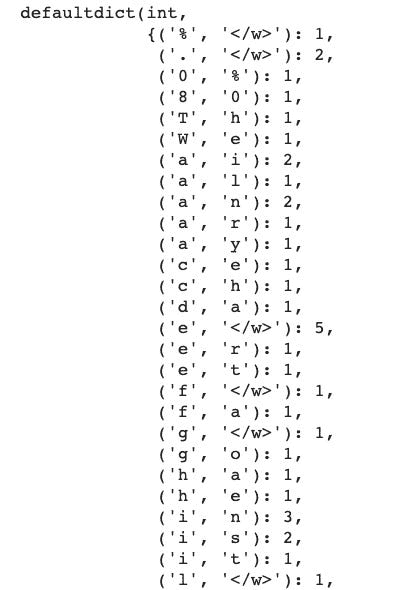 defaultdict(int,
{('%', '</w>'): 1,
('.', '</w>'): 2,
('0', '%'): 1,
('8', '0'): 1,
('T', 'h'): 1,
('W', 'e'): 1,
('a', 'i'): 2,
('a', 'l'): 1,
('a', 'n'): 2,
('a', 'r'): 1,
('a', 'y'): 1,
('c', 'e'): 1,
('c', 'h'): 1,
('d', 'a'): 1,
('e', '</w>'): 5,
('e', 'r'): 1,
('e', 't'): 1,
('f', '</w>'): 1,
('f', 'a'): 1,
('g', '</w>'): 1,
('g', 'o'): 1,
('h', 'a'): 1,
('h', 'e'): 1,
('i', 'n'): 3,
('i', 's'): 2,
('i', 't'): 1,
('l', '</w>'): 1,